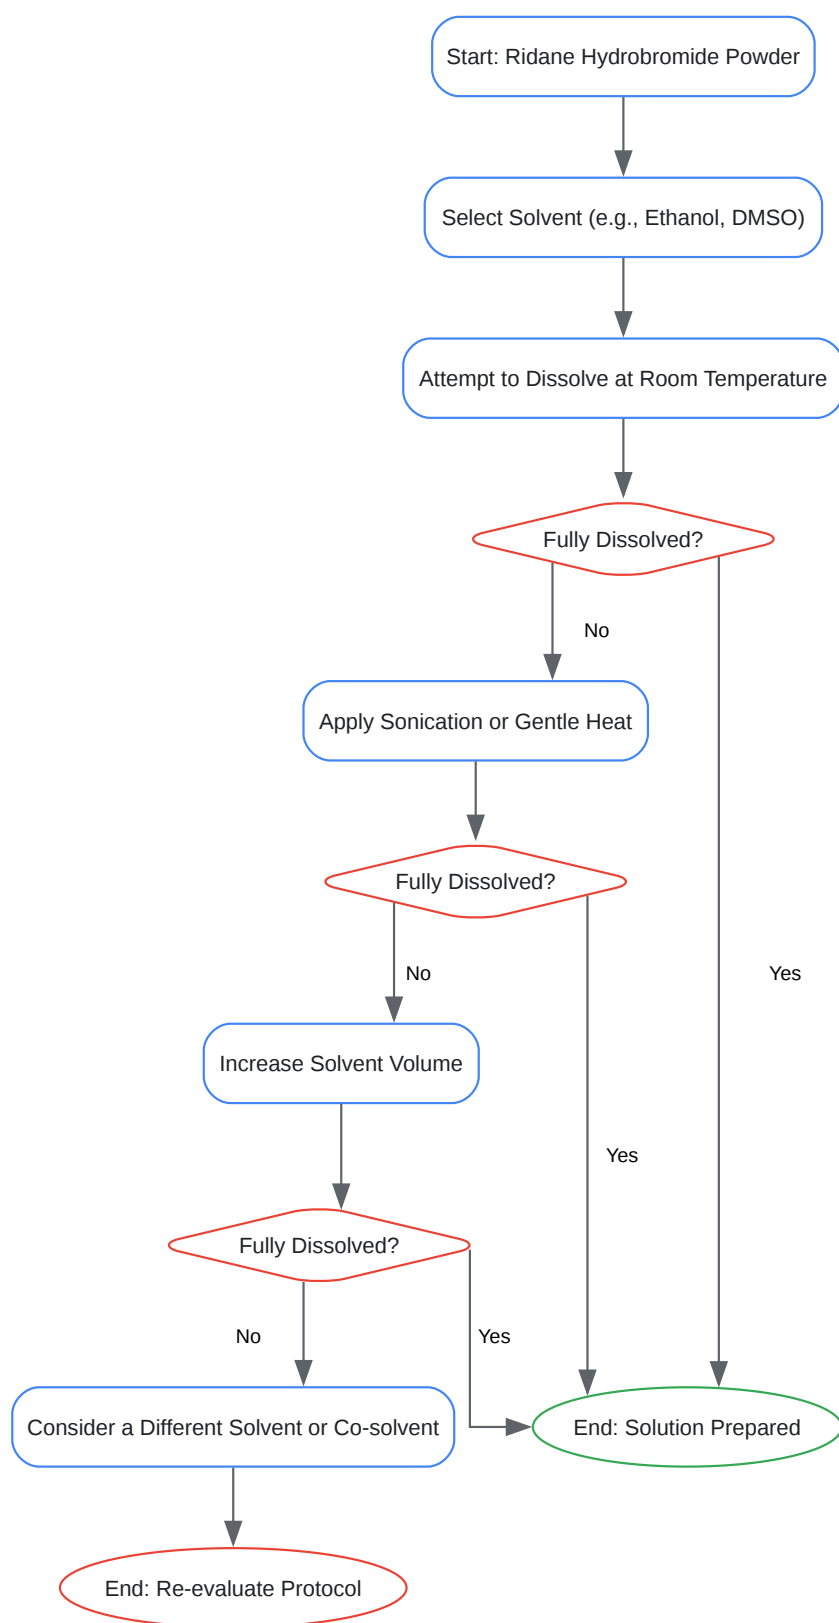 Start: Ridane Hydrobromide Powder
Select Solvent (e.g., Ethanol, DMSO)
Attempt to Dissolve at Room Temperature
Fully Dissolved?
No
Apply Sonication or Gentle Heat
Fully Dissolved?
No
Yes
Increase Solvent Volume
Yes
Fully Dissolved?
No
Yes
Consider a Different Solvent or Co-solvent
End: Solution Prepared
End: Re-evaluate Protocol